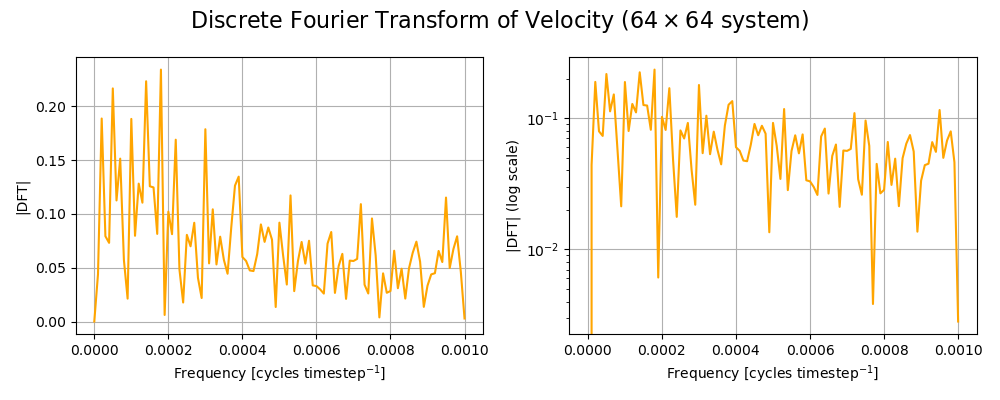 Discrete Fourier Transform of Velocity (64 × 64 system)
|DFT|
0.20
0.15
0.10
0.05
0.00
0.0000 0.0002 0.0004 0.0006 0.0008 0.0010
Frequency [cycles timestep⁻¹]
|DFT| (log scale)
10⁻¹
10⁻²
0.0000 0.0002 0.0004 0.0006 0.0008 0.0010
Frequency [cycles timestep⁻¹]